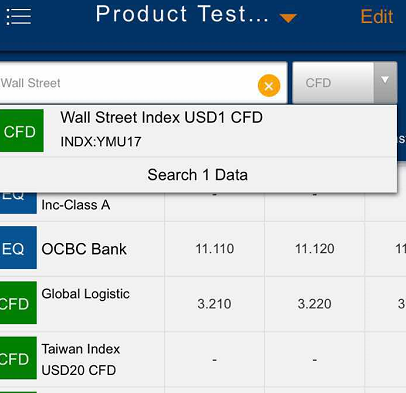 Product Test... Edit
Wall Street CFD
CFD Wall Street Index USD1 CFD
INDX:YMU17
Search 1 Data
EQ Inc-Class A - -
EQ OCBC Bank 11.110 11.120 11
CFD Global Logistic 3.210 3.220 3
CFD Taiwan Index - -
USD20 CFD